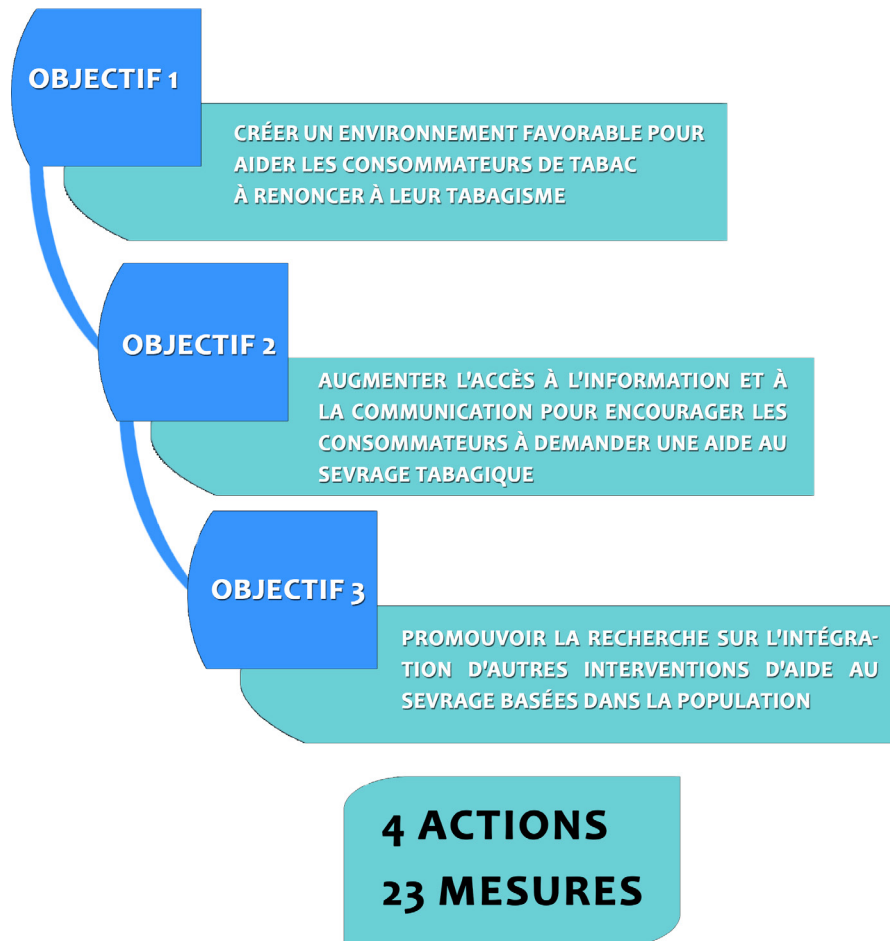 OBJECTIF 1
CRÉER UN ENVIRONNEMENT FAVORABLE POUR
AIDER LES CONSOMMATEURS DE TABAC
À RENONCER À LEUR TABAGISME
OBJECTIF 2
AUGMENTER L'ACCÈS À L'INFORMATION ET À
LA COMMUNICATION POUR ENCOURAGER LES
CONSOMMATEURS À DEMANDER UNE AIDE AU
SEVRAGE TABAGIQUE
OBJECTIF 3
PROMOUVOIR LA RECHERCHE SUR L'INTÉGRA-
TION D'AUTRES INTERVENTIONS D'AIDE AU
SEVRAGE BASÉES DANS LA POPULATION
4 ACTIONS
23 MESURES